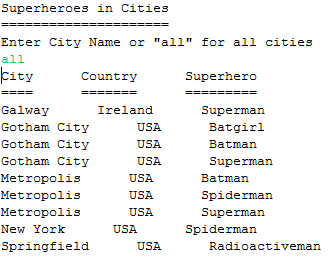 Superheroes in Cities
=====================
Enter City Name or "all" for all cities
all
City      Country      Superhero
====      =======      =========
Galway      Ireland      Superman
Gotham City      USA      Batgirl
Gotham City      USA      Batman
Gotham City      USA      Superman
Metropolis      USA      Batman
Metropolis      USA      Spiderman
Metropolis      USA      Superman
New York      USA      Spiderman
Springfield      USA      Radioactiveman